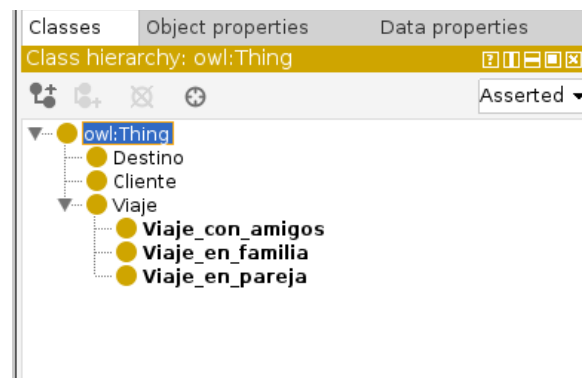 Classes Object properties Data properties
Class hierarchy: owl:Thing
Asserted
owl:Thing
Destino
Cliente
Viaje
Viaje_con_amigos
Viaje_en_familia
Viaje_en_pareja